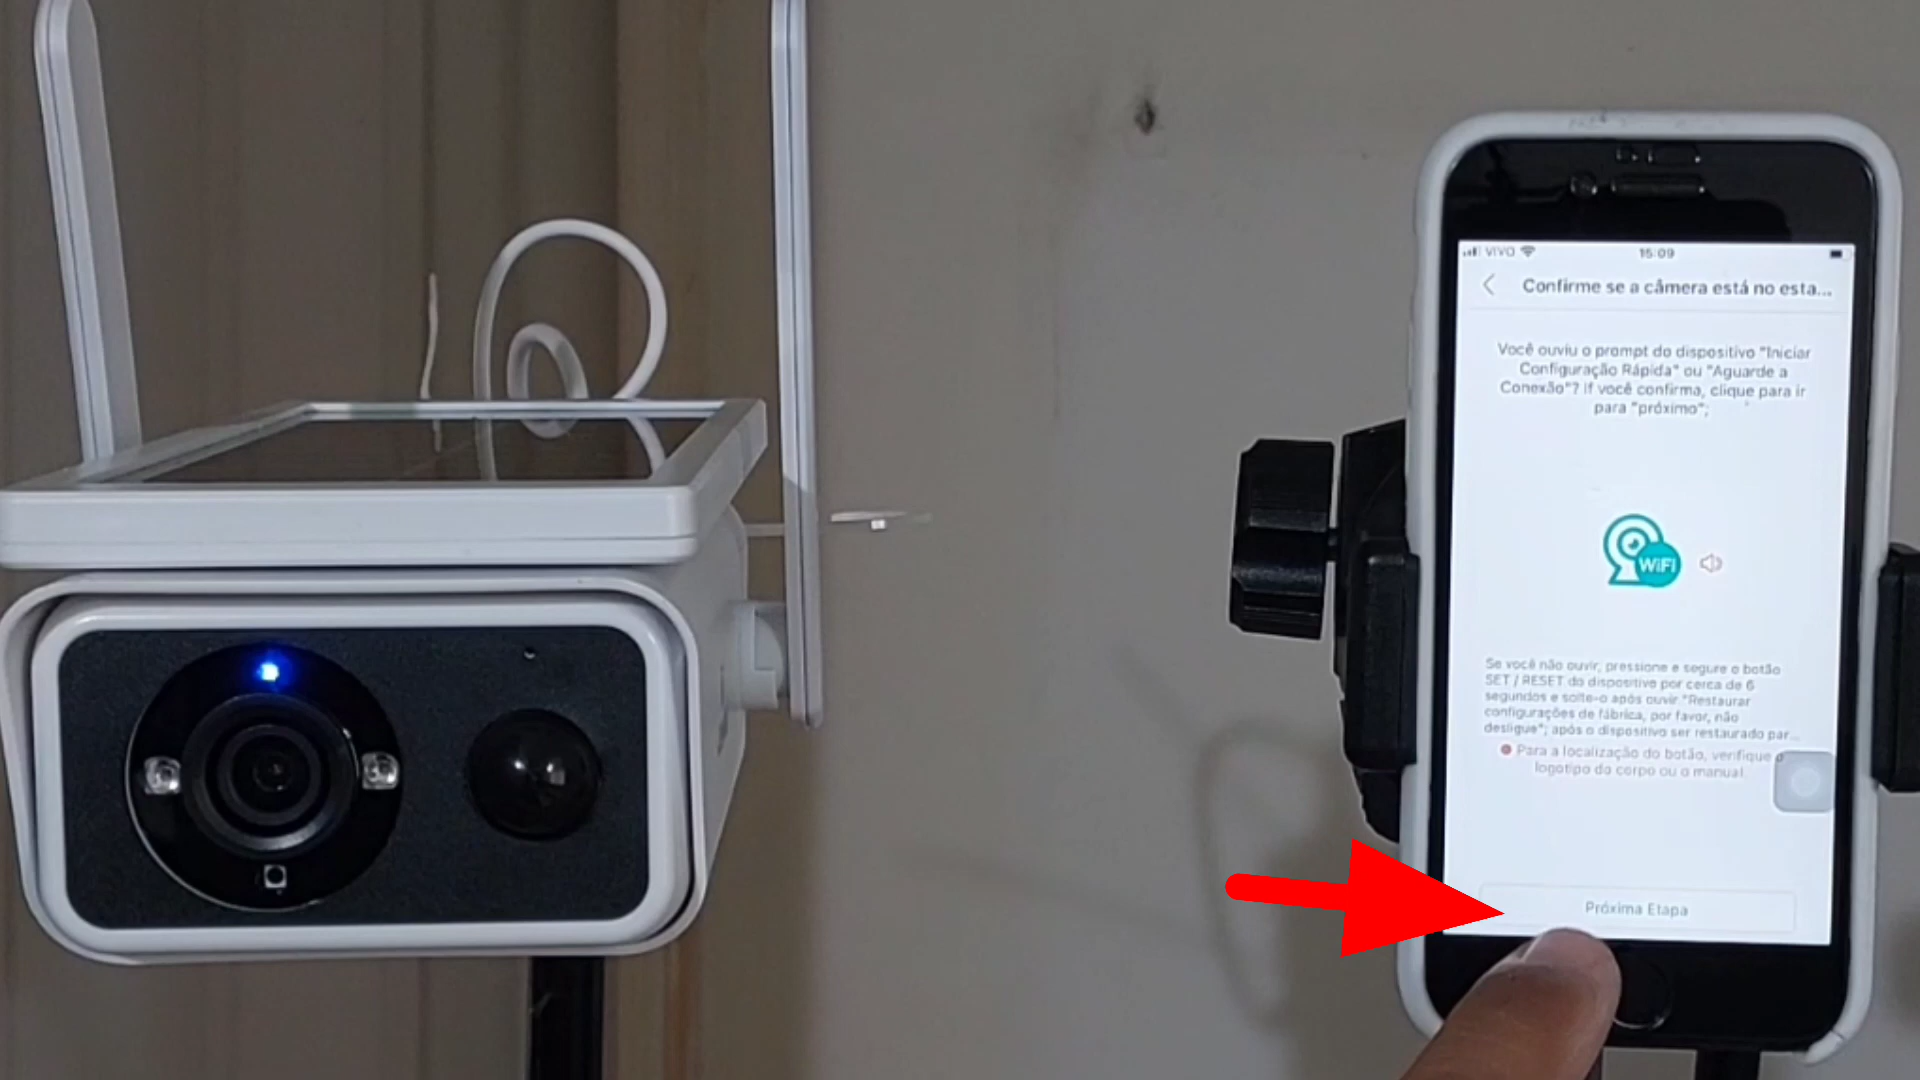 VIVO
15:09
Confirme se a câmera está no esta...
Você ouviu o prompt do dispositivo "Iniciar
Configuração Rápida" ou "Aguarde a
Conexão"? If você confirma, clique para ir
para "próximo";
WiFi
Se você não ouvir, pressione e segure o botão
SET / RESET do dispositivo por cerca de 6
segundos e solte-o após ouvir "Restaurar
configurações de fábrica, por favor, não
desligue"; após o dispositivo ser restaurado par...
Para a localização do botão, verifique o
logotipo do corpo ou o manual.
Próxima Etapa